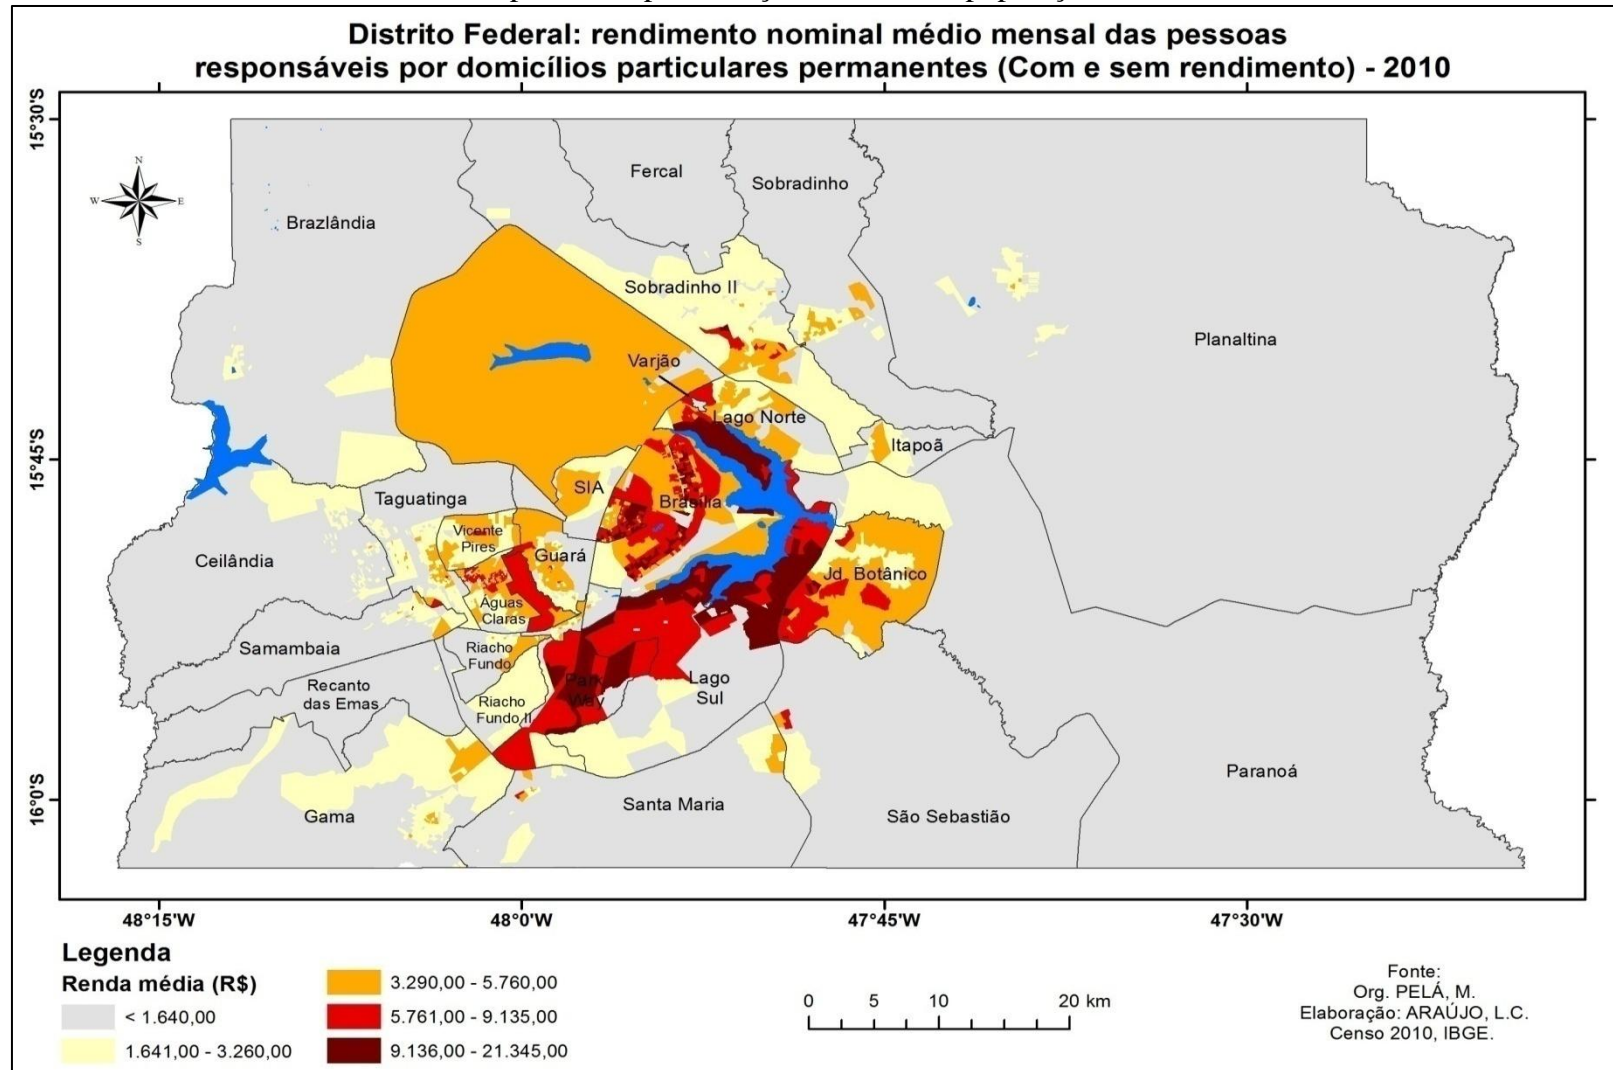 Distrito Federal: rendimento nominal médio mensal das pessoas
responsáveis por domicílios particulares permanentes (Com e sem rendimento) - 2010
15°30'S
15°45'S
16°0'S
N
W
E
S
Fercal
Sobradinho
Brazlândia
Sobradinho II
Planaltina
Varjão
Lago Norte
Itapoã
SIA
Brasília
Taguatinga
Vicente
Pires
Guará
Ceilândia
Jd. Botânico
Águas
Claras
Samambaia
Riacho
Fundo
Recanto
das Emas
Park
Way
Lago
Sul
Riacho
Fundo II
Paranoá
Santa Maria
São Sebastião
Gama
48°15'W
48°0'W
47°45'W
47°30'W
Legenda
Renda média (R$)
< 1.640,00
1.641,00 - 3.260,00
3.290,00 - 5.760,00
5.761,00 - 9.135,00
9.136,00 - 21.345,00
0 5 10 20 km
Fonte:
Org. PELÁ, M.
Elaboração: ARAÚJO, L.C.
Censo 2010, IBGE.